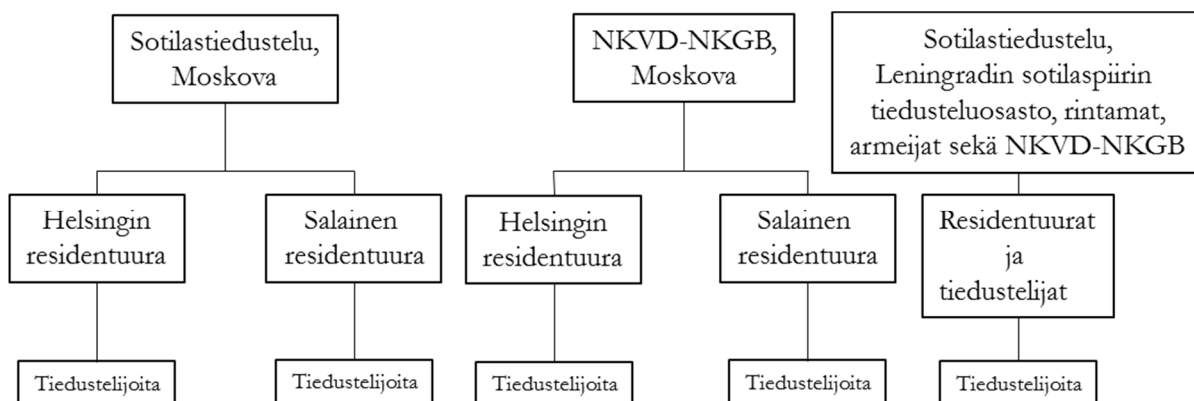 Sotilastiedustelu,
Moskova
NKVD-NKGB,
Moskova
Sotilastiedustelu,
Leningradin sotilaspiirin
tiedusteluosasto, rintamat,
armeijat sekä NKVD-NKGB
Helsingin
residentuura
Salainen
residentuura
Helsingin
residentuura
Salainen
residentuura
Residentuurat
ja
tiedustelijat
Tiedustelijoita
Tiedustelijoita
Tiedustelijoita
Tiedustelijoita
Tiedustelijoita